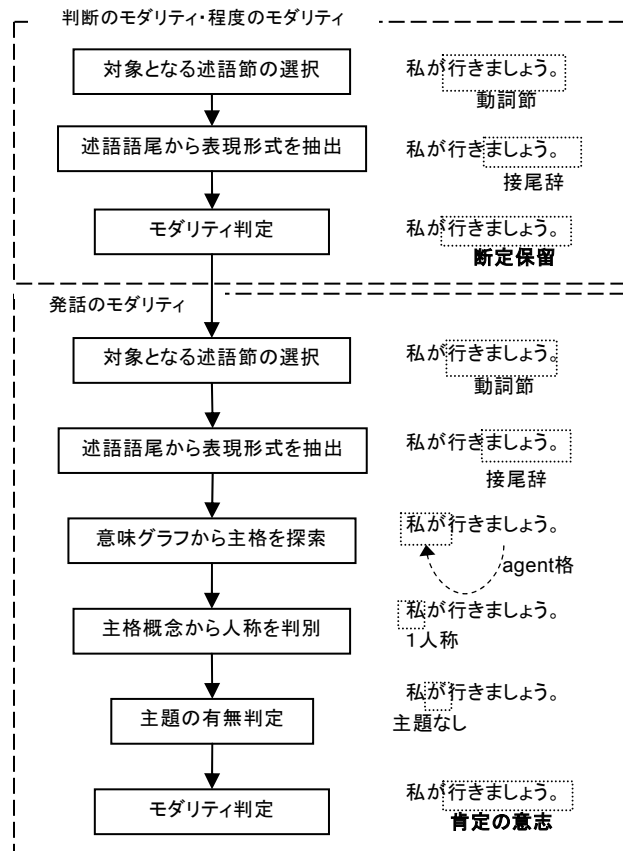 判断のモダリティ・程度のモダリティ
対象となる述語節の選択
私が行きましょう。
動詞節
述語語尾から表現形式を抽出
私が行きましょう。
接尾辞
モダリティ判定
私が行きましょう。
断定保留
発話のモダリティ
対象となる述語節の選択
私が行きましょう。
動詞節
述語語尾から表現形式を抽出
私が行きましょう。
接尾辞
意味グラフから主格を探索
私が行きましょう。
agent格
主格概念から人称を判別
私が行きましょう。
1人称
主題の有無判定
私が行きましょう。
主題なし
モダリティ判定
私が行きましょう。
肯定の意志